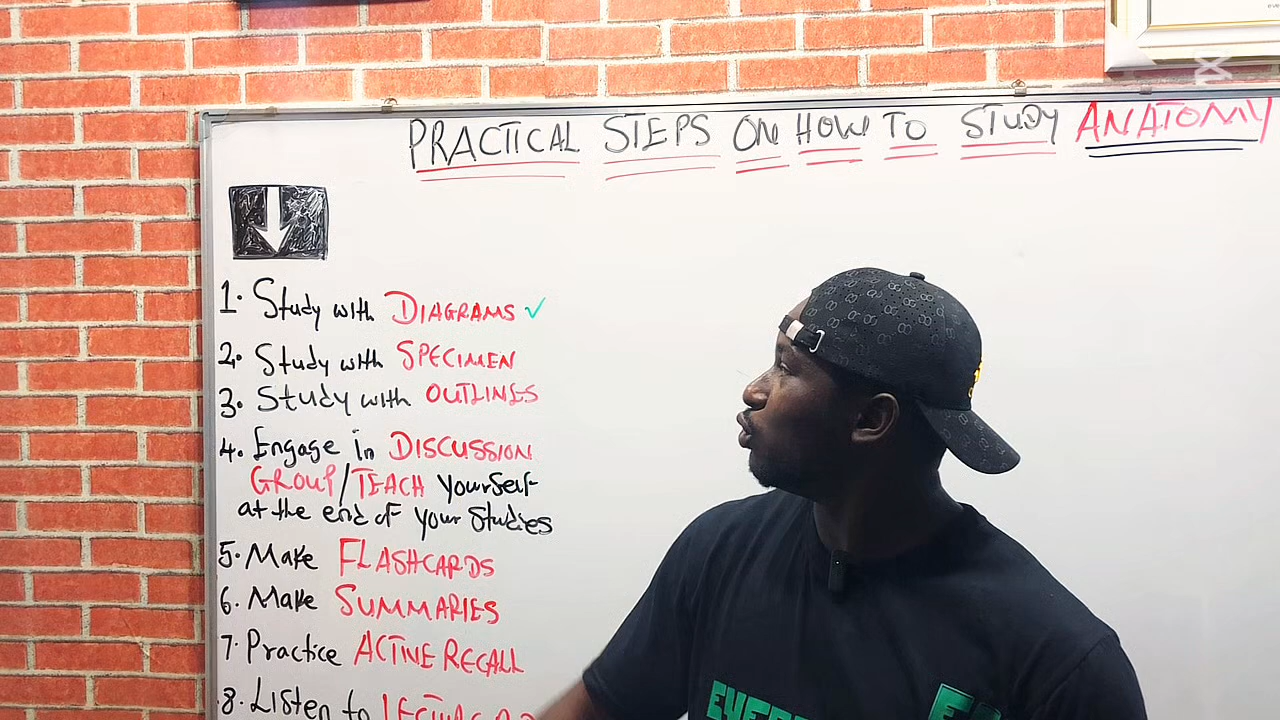 PRACTICAL STEPS ON HOW TO STUDY ANATOMY
1. Study with DIAGRAMS ✓
2. Study with SPECIMEN
3. Study with OUTLINES
4. Engage in DISCUSSION
GROUP/TEACH yourself
at the end of your studies
5. Make FLASHCARDS
6. Make SUMMARIES
7. Practice ACTIVE RECALL
8. Listen to